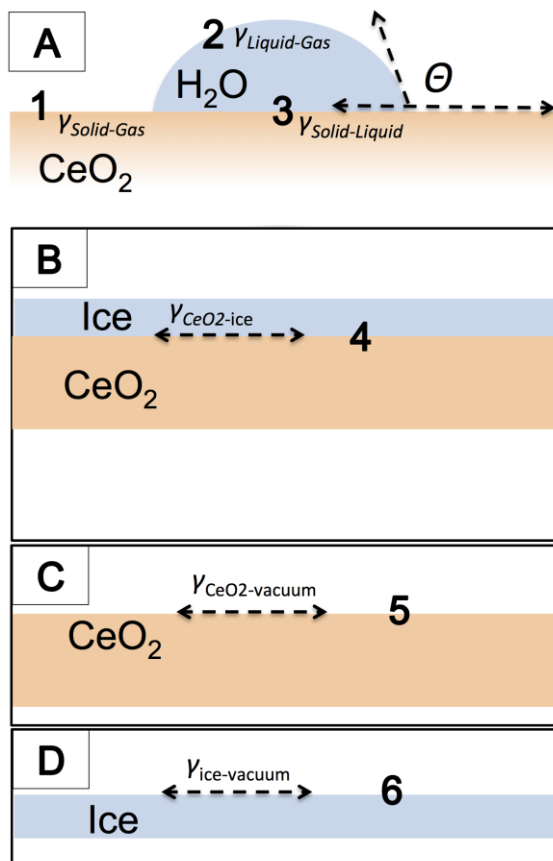 A
2 γLiquid-Gas
H₂O
Θ
1
γSolid-Gas
3
γSolid-Liquid
CeO₂
B
Ice
γCeO2-ice
4
CeO₂
C
γCeO2-vacuum
5
CeO₂
D
γice-vacuum
6
Ice